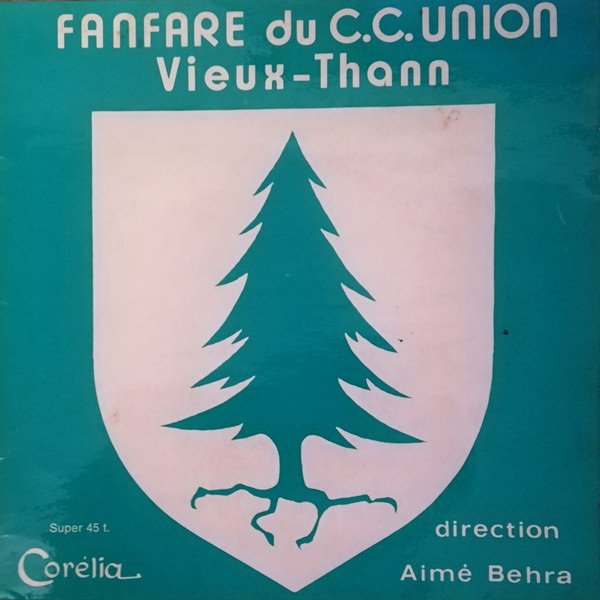 FANFARE du C.C. UNION
Vieux-Thann
Super 45 t.
Corélia
direction
Aimé Behra